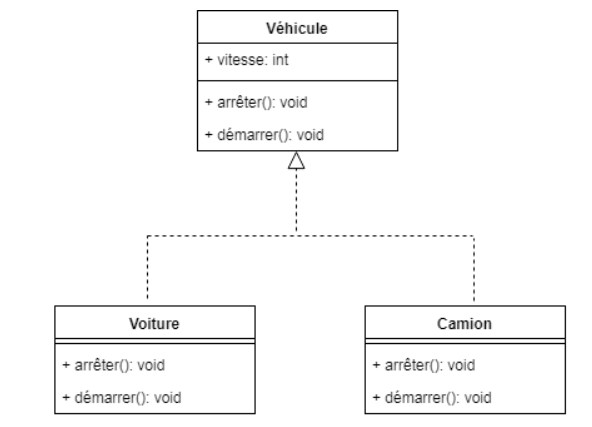 Véhicule
+ vitesse: int
+ arrêter(): void
+ démarrer(): void
Voiture
+ arrêter(): void
+ démarrer(): void
Camion
+ arrêter(): void
+ démarrer(): void